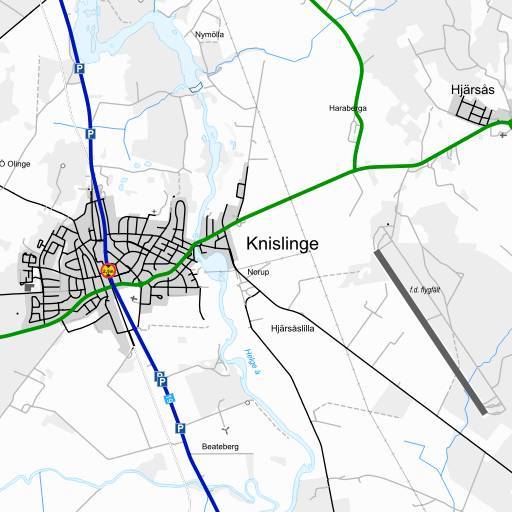 Nymölla
P
Hjärsås
Haraberga
P
Ö Olinge
Knislinge
Norup
f.d. flygfält
Hjärsåslilla
Helge å
P
P
P
Beateberg